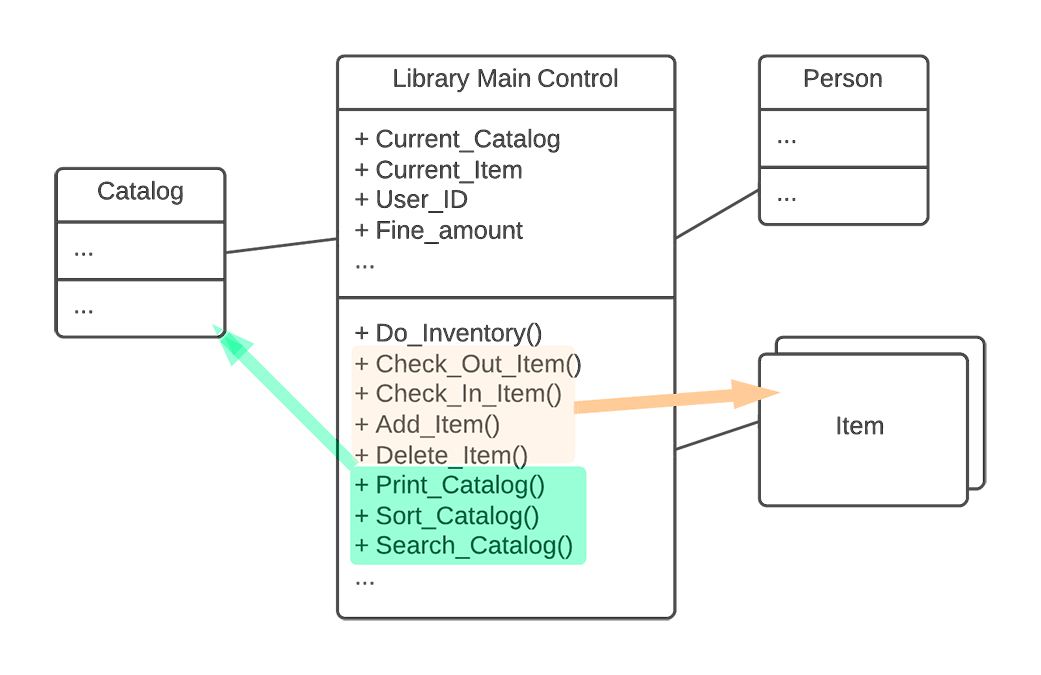 Library Main Control
+ Current_Catalog
+ Current_Item
+ User_ID
+ Fine_amount
...
+ Do_Inventory()
+ Check_Out_Item()
+ Check_In_Item()
+ Add_Item()
+ Delete_Item()
+ Print_Catalog()
+ Sort_Catalog()
+ Search_Catalog()
...
Catalog
...
...
Person
...
...
Item